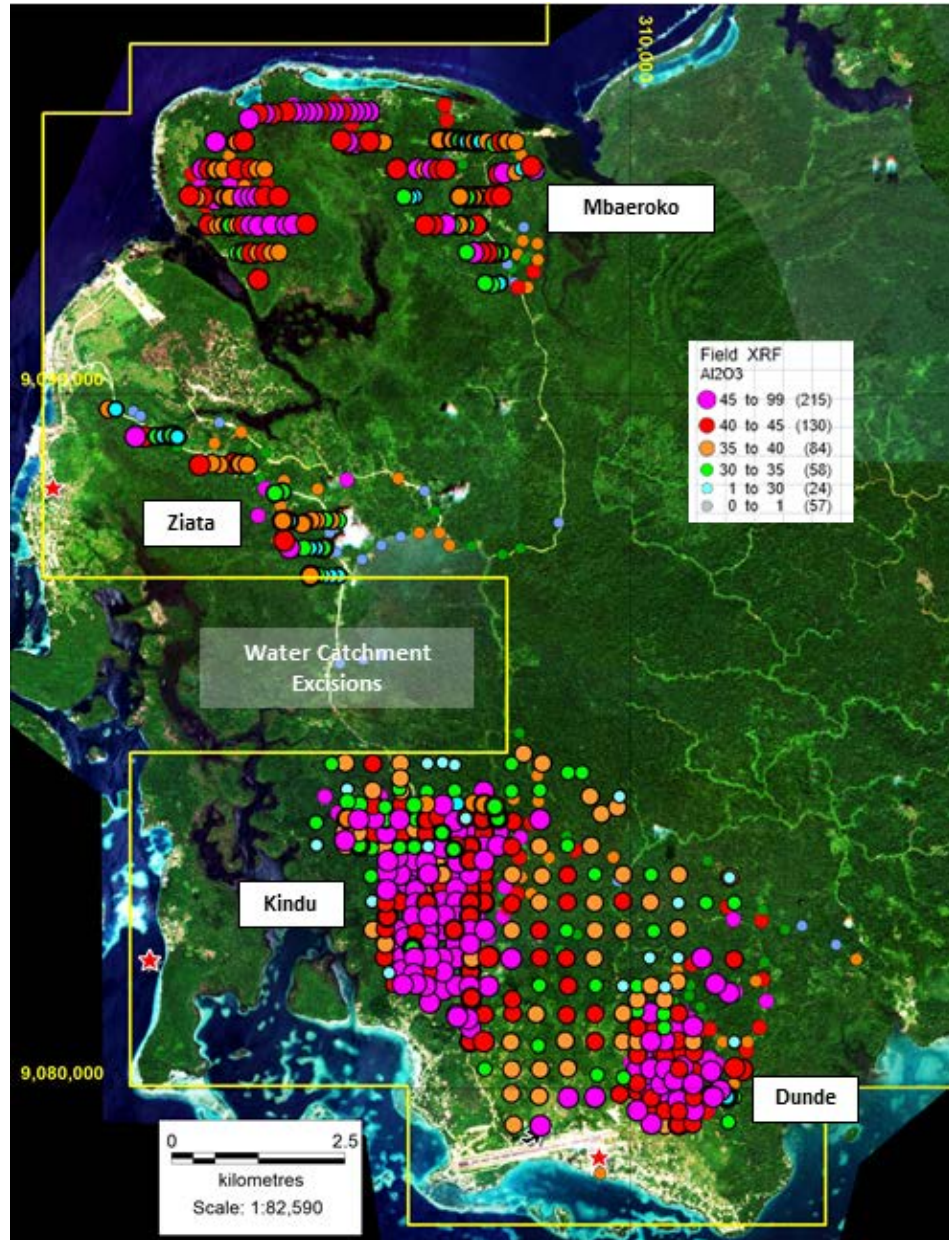 310,000
Mbaeroko
Field XRF
Al2O3
45 to 99 (215)
40 to 45 (130)
35 to 40 (84)
30 to 35 (58)
1 to 30 (24)
0 to 1 (57)
9,090,000
Ziata
Water Catchment
Excisions
Kindu
9,080,000
Dunde
0 2.5
kilometres
Scale: 1:82,590